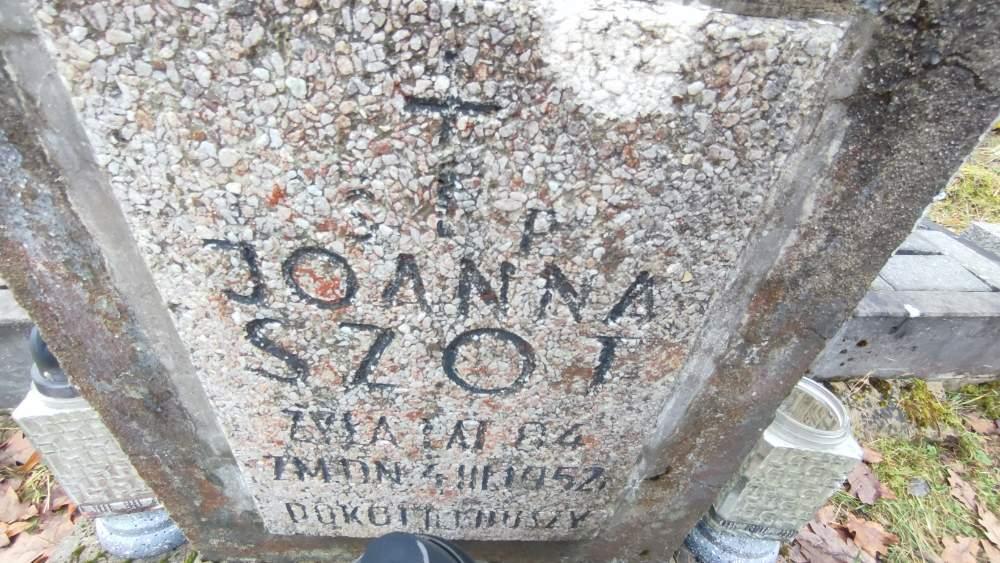 Ś P
JOANNA
SZOT
ŻYŁA LAT 84
ZM DN 4 III 1952
POKÓJ JEJ DUSZY